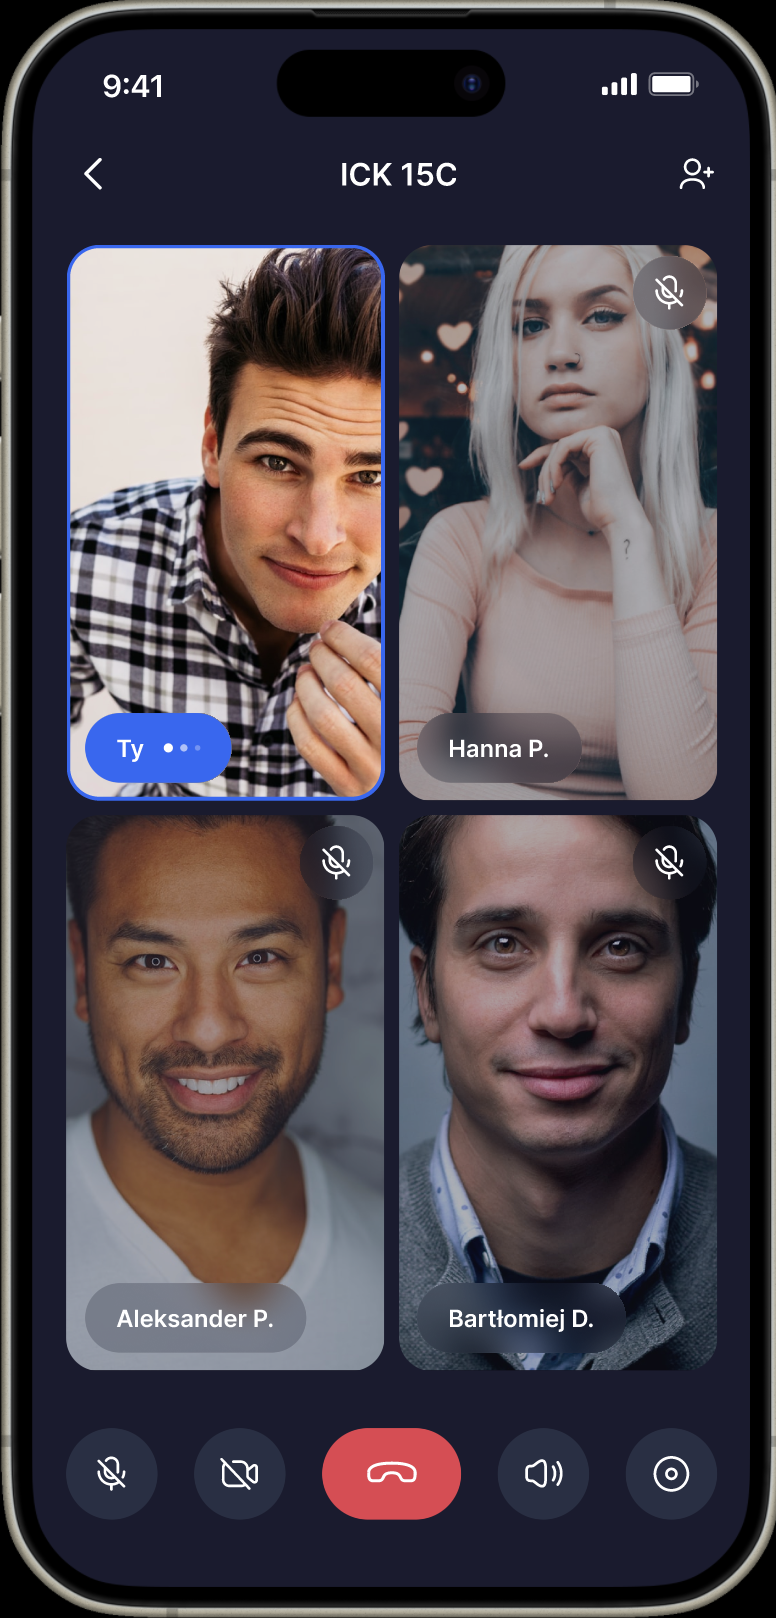 9:41
ICK 15C
Ty
Hanna P.
?
Aleksander P.
Bartłomiej D.